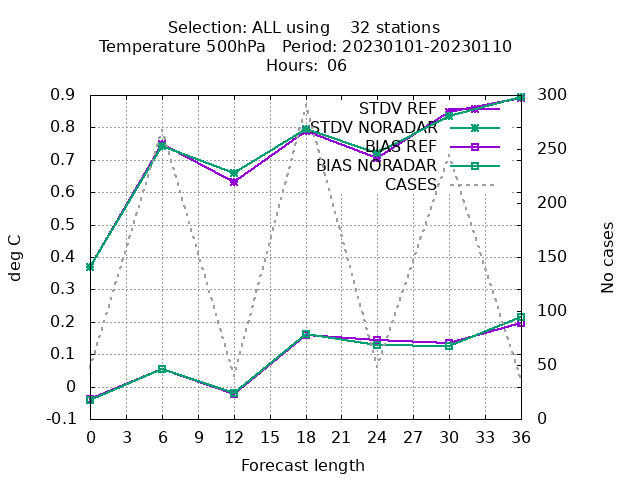 Selection: ALL using    32 stations
Temperature 500hPa   Period: 20230101-20230110
Hours: 06
STDV REF
STDV NORADAR
BIAS REF
BIAS NORADAR
CASES
0.9
0.8
0.7
0.6
0.5
0.4
0.3
0.2
0.1
0
-0.1
deg C
300
250
200
150
100
50
0
No cases
0 3 6 9 12 15 18 21 24 27 30 33 36
Forecast length